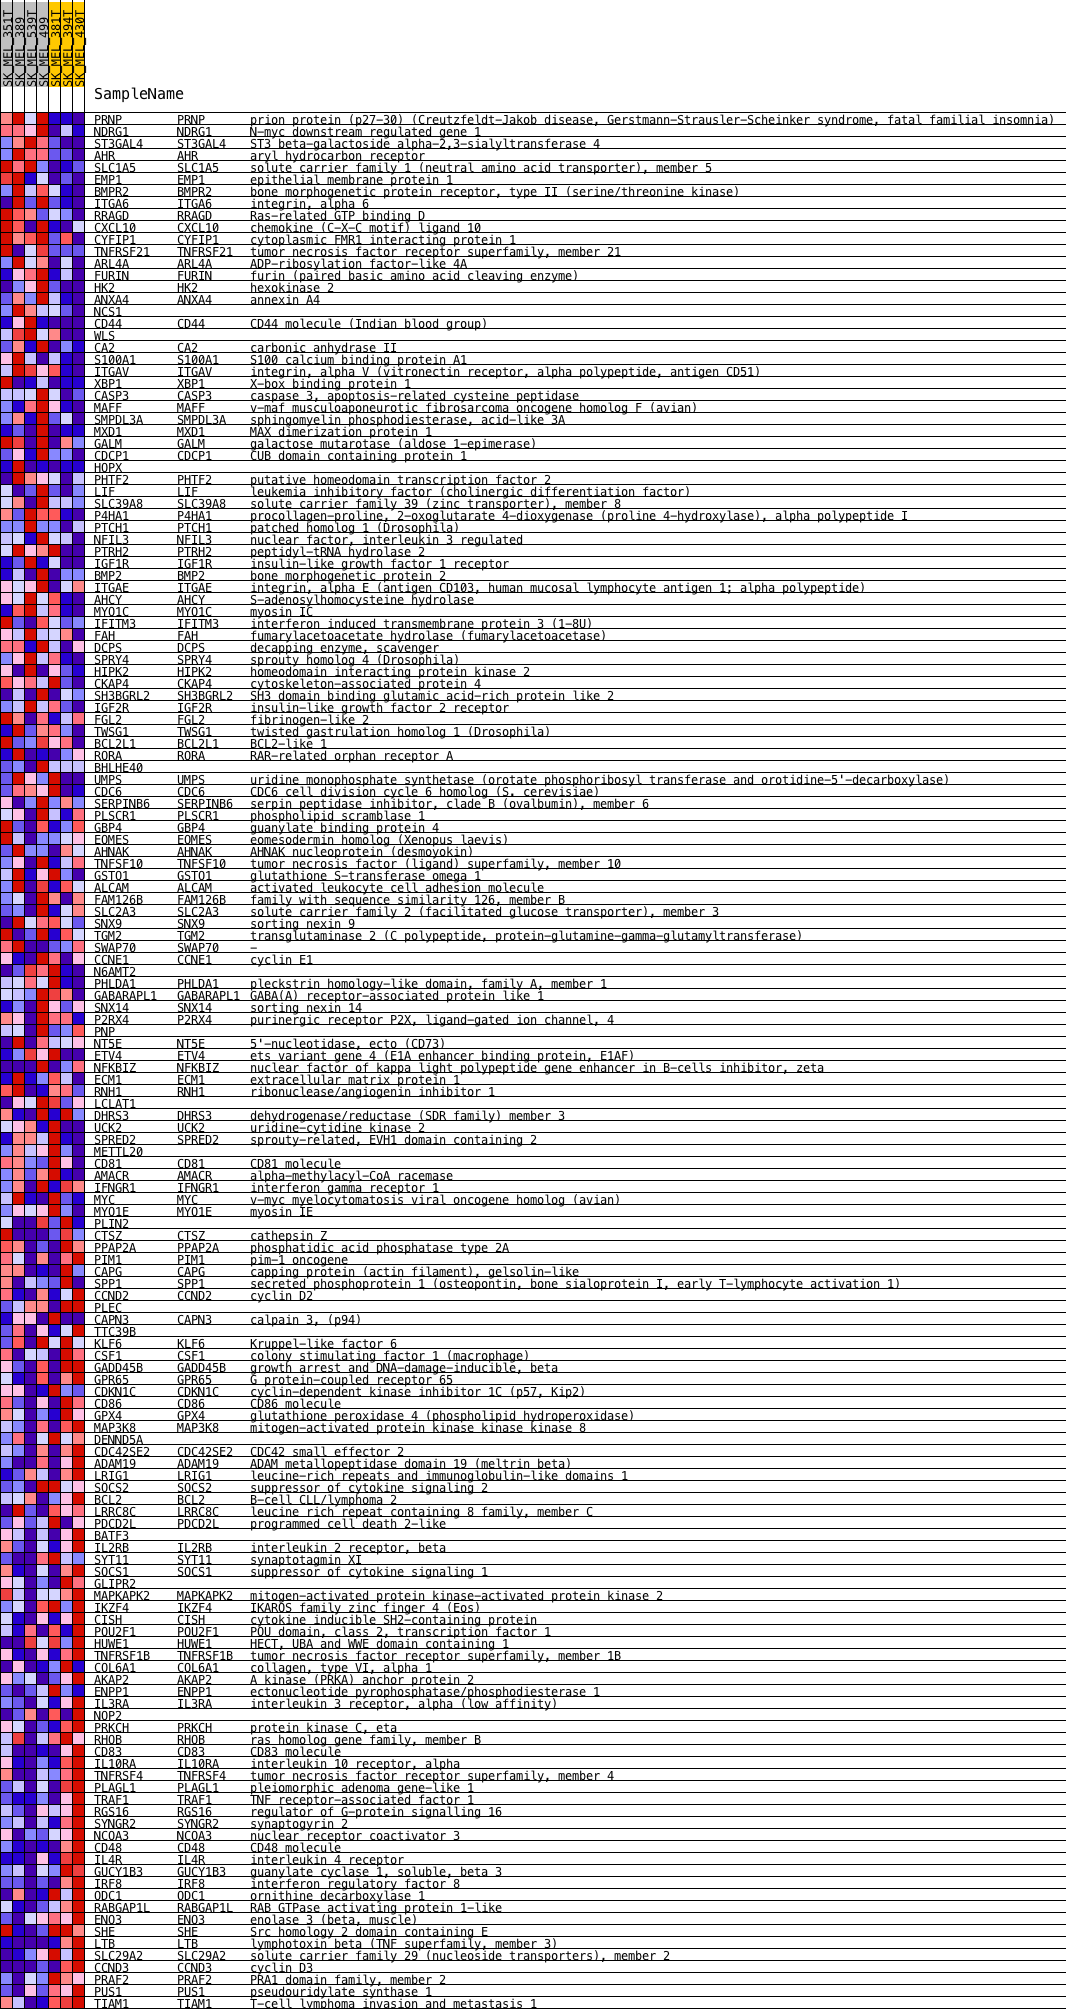 SK_MEL_351T
SK_MEL_389
SK_MEL_539T
SK_MEL_499
SK_MEL_381T
SK_MEL_394T
SK_MEL_430T
SampleName
PRNP PRNP prion protein (p27-30) (Creutzfeldt-Jakob disease, Gerstmann-Strausler-Scheinker syndrome, fatal familial insomnia)
NDRG1 NDRG1 N-myc downstream regulated gene 1
ST3GAL4 ST3GAL4 ST3 beta-galactoside alpha-2,3-sialyltransferase 4
AHR AHR aryl hydrocarbon receptor
SLC1A5 SLC1A5 solute carrier family 1 (neutral amino acid transporter), member 5
EMP1 EMP1 epithelial membrane protein 1
BMPR2 BMPR2 bone morphogenetic protein receptor, type II (serine/threonine kinase)
ITGA6 ITGA6 integrin, alpha 6
RRAGD RRAGD Ras-related GTP binding D
CXCL10 CXCL10 chemokine (C-X-C motif) ligand 10
CYFIP1 CYFIP1 cytoplasmic FMR1 interacting protein 1
TNFRSF21 TNFRSF21 tumor necrosis factor receptor superfamily, member 21
ARL4A ARL4A ADP-ribosylation factor-like 4A
FURIN FURIN furin (paired basic amino acid cleaving enzyme)
HK2 HK2 hexokinase 2
ANXA4 ANXA4 annexin A4
NCS1
CD44 CD44 CD44 molecule (Indian blood group)
WLS
CA2 CA2 carbonic anhydrase II
S100A1 S100A1 S100 calcium binding protein A1
ITGAV ITGAV integrin, alpha V (vitronectin receptor, alpha polypeptide, antigen CD51)
XBP1 XBP1 X-box binding protein 1
CASP3 CASP3 caspase 3, apoptosis-related cysteine peptidase
MAFF MAFF v-maf musculoaponeurotic fibrosarcoma oncogene homolog F (avian)
SMPDL3A SMPDL3A sphingomyelin phosphodiesterase, acid-like 3A
MXD1 MXD1 MAX dimerization protein 1
GALM GALM galactose mutarotase (aldose 1-epimerase)
CDCP1 CDCP1 CUB domain containing protein 1
HOPX
PHTF2 PHTF2 putative homeodomain transcription factor 2
LIF LIF leukemia inhibitory factor (cholinergic differentiation factor)
SLC39A8 SLC39A8 solute carrier family 39 (zinc transporter), member 8
P4HA1 P4HA1 procollagen-proline, 2-oxoglutarate 4-dioxygenase (proline 4-hydroxylase), alpha polypeptide I
PTCH1 PTCH1 patched homolog 1 (Drosophila)
NFIL3 NFIL3 nuclear factor, interleukin 3 regulated
PTRH2 PTRH2 peptidyl-tRNA hydrolase 2
IGF1R IGF1R insulin-like growth factor 1 receptor
BMP2 BMP2 bone morphogenetic protein 2
ITGAE ITGAE integrin, alpha E (antigen CD103, human mucosal lymphocyte antigen 1; alpha polypeptide)
AHCY AHCY S-adenosylhomocysteine hydrolase
MYO1C MYO1C myosin IC
IFITM3 IFITM3 interferon induced transmembrane protein 3 (1-8U)
FAH FAH fumarylacetoacetate hydrolase (fumarylacetoacetase)
DCPS DCPS decapping enzyme, scavenger
SPRY4 SPRY4 sprouty homolog 4 (Drosophila)
HIPK2 HIPK2 homeodomain interacting protein kinase 2
CKAP4 CKAP4 cytoskeleton-associated protein 4
SH3BGRL2 SH3BGRL2 SH3 domain binding glutamic acid-rich protein like 2
IGF2R IGF2R insulin-like growth factor 2 receptor
FGL2 FGL2 fibrinogen-like 2
TWSG1 TWSG1 twisted gastrulation homolog 1 (Drosophila)
BCL2L1 BCL2L1 BCL2-like 1
RORA RORA RAR-related orphan receptor A
BHLHE40
UMPS UMPS uridine monophosphate synthetase (orotate phosphoribosyl transferase and orotidine-5'-decarboxylase)
CDC6 CDC6 CDC6 cell division cycle 6 homolog (S. cerevisiae)
SERPINB6 SERPINB6 serpin peptidase inhibitor, clade B (ovalbumin), member 6
PLSCR1 PLSCR1 phospholipid scramblase 1
GBP4 GBP4 guanylate binding protein 4
EOMES EOMES eomesodermin homolog (Xenopus laevis)
AHNAK AHNAK AHNAK nucleoprotein (desmoyokin)
TNFSF10 TNFSF10 tumor necrosis factor (ligand) superfamily, member 10
GSTO1 GSTO1 glutathione S-transferase omega 1
ALCAM ALCAM activated leukocyte cell adhesion molecule
FAM126B FAM126B family with sequence similarity 126, member B
SLC2A3 SLC2A3 solute carrier family 2 (facilitated glucose transporter), member 3
SNX9 SNX9 sorting nexin 9
TGM2 TGM2 transglutaminase 2 (C polypeptide, protein-glutamine-gamma-glutamyltransferase)
SWAP70 SWAP70 -
CCNE1 CCNE1 cyclin E1
N6AMT2
PHLDA1 PHLDA1 pleckstrin homology-like domain, family A, member 1
GABARAPL1 GABARAPL1 GABA(A) receptor-associated protein like 1
SNX14 SNX14 sorting nexin 14
P2RX4 P2RX4 purinergic receptor P2X, ligand-gated ion channel, 4
PNP
NT5E NT5E 5'-nucleotidase, ecto (CD73)
ETV4 ETV4 ets variant gene 4 (E1A enhancer binding protein, E1AF)
NFKBIZ NFKBIZ nuclear factor of kappa light polypeptide gene enhancer in B-cells inhibitor, zeta
ECM1 ECM1 extracellular matrix protein 1
RNH1 RNH1 ribonuclease/angiogenin inhibitor 1
LCLAT1
DHRS3 DHRS3 dehydrogenase/reductase (SDR family) member 3
UCK2 UCK2 uridine-cytidine kinase 2
SPRED2 SPRED2 sprouty-related, EVH1 domain containing 2
METTL20
CD81 CD81 CD81 molecule
AMACR AMACR alpha-methylacyl-CoA racemase
IFNGR1 IFNGR1 interferon gamma receptor 1
MYC MYC v-myc myelocytomatosis viral oncogene homolog (avian)
MYO1E MYO1E myosin IE
PLIN2
CTSZ CTSZ cathepsin Z
PPAP2A PPAP2A phosphatidic acid phosphatase type 2A
PIM1 PIM1 pim-1 oncogene
CAPG CAPG capping protein (actin filament), gelsolin-like
SPP1 SPP1 secreted phosphoprotein 1 (osteopontin, bone sialoprotein I, early T-lymphocyte activation 1)
CCND2 CCND2 cyclin D2
PLEC
CAPN3 CAPN3 calpain 3, (p94)
TTC39B
KLF6 KLF6 Kruppel-like factor 6
CSF1 CSF1 colony stimulating factor 1 (macrophage)
GADD45B GADD45B growth arrest and DNA-damage-inducible, beta
GPR65 GPR65 G protein-coupled receptor 65
CDKN1C CDKN1C cyclin-dependent kinase inhibitor 1C (p57, Kip2)
CD86 CD86 CD86 molecule
GPX4 GPX4 glutathione peroxidase 4 (phospholipid hydroperoxidase)
MAP3K8 MAP3K8 mitogen-activated protein kinase kinase kinase 8
DENND5A
CDC42SE2 CDC42SE2 CDC42 small effector 2
ADAM19 ADAM19 ADAM metallopeptidase domain 19 (meltrin beta)
LRIG1 LRIG1 leucine-rich repeats and immunoglobulin-like domains 1
SOCS2 SOCS2 suppressor of cytokine signaling 2
BCL2 BCL2 B-cell CLL/lymphoma 2
LRRC8C LRRC8C leucine rich repeat containing 8 family, member C
PDCD2L PDCD2L programmed cell death 2-like
BATF3
IL2RB IL2RB interleukin 2 receptor, beta
SYT11 SYT11 synaptotagmin XI
SOCS1 SOCS1 suppressor of cytokine signaling 1
GLIPR2
MAPKAPK2 MAPKAPK2 mitogen-activated protein kinase-activated protein kinase 2
IKZF4 IKZF4 IKAROS family zinc finger 4 (Eos)
CISH CISH cytokine inducible SH2-containing protein
POU2F1 POU2F1 POU domain, class 2, transcription factor 1
HUWE1 HUWE1 HECT, UBA and WWE domain containing 1
TNFRSF1B TNFRSF1B tumor necrosis factor receptor superfamily, member 1B
COL6A1 COL6A1 collagen, type VI, alpha 1
AKAP2 AKAP2 A kinase (PRKA) anchor protein 2
ENPP1 ENPP1 ectonucleotide pyrophosphatase/phosphodiesterase 1
IL3RA IL3RA interleukin 3 receptor, alpha (low affinity)
NOP2
PRKCH PRKCH protein kinase C, eta
RHOB RHOB ras homolog gene family, member B
CD83 CD83 CD83 molecule
IL10RA IL10RA interleukin 10 receptor, alpha
TNFRSF4 TNFRSF4 tumor necrosis factor receptor superfamily, member 4
PLAGL1 PLAGL1 pleiomorphic adenoma gene-like 1
TRAF1 TRAF1 TNF receptor-associated factor 1
RGS16 RGS16 regulator of G-protein signalling 16
SYNGR2 SYNGR2 synaptogyrin 2
NCOA3 NCOA3 nuclear receptor coactivator 3
CD48 CD48 CD48 molecule
IL4R IL4R interleukin 4 receptor
GUCY1B3 GUCY1B3 guanylate cyclase 1, soluble, beta 3
IRF8 IRF8 interferon regulatory factor 8
ODC1 ODC1 ornithine decarboxylase 1
RABGAP1L RABGAP1L RAB GTPase activating protein 1-like
ENO3 ENO3 enolase 3 (beta, muscle)
SHE SHE Src homology 2 domain containing E
LTB LTB lymphotoxin beta (TNF superfamily, member 3)
SLC29A2 SLC29A2 solute carrier family 29 (nucleoside transporters), member 2
CCND3 CCND3 cyclin D3
PRAF2 PRAF2 PRA1 domain family, member 2
PUS1 PUS1 pseudouridylate synthase 1
TIAM1 TIAM1 T-cell lymphoma invasion and metastasis 1